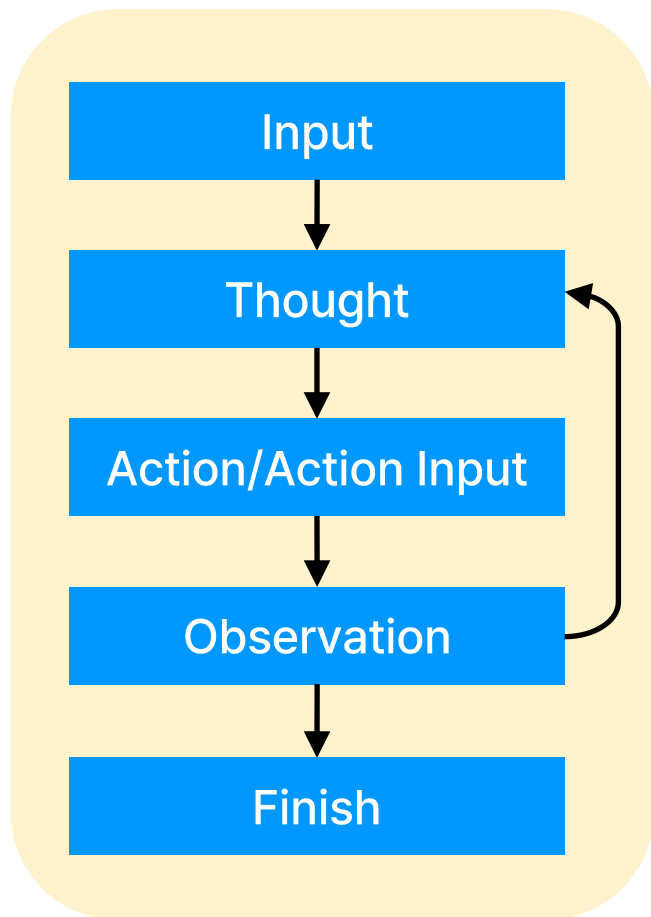 Input
Thought
Action/Action Input
Observation
Finish